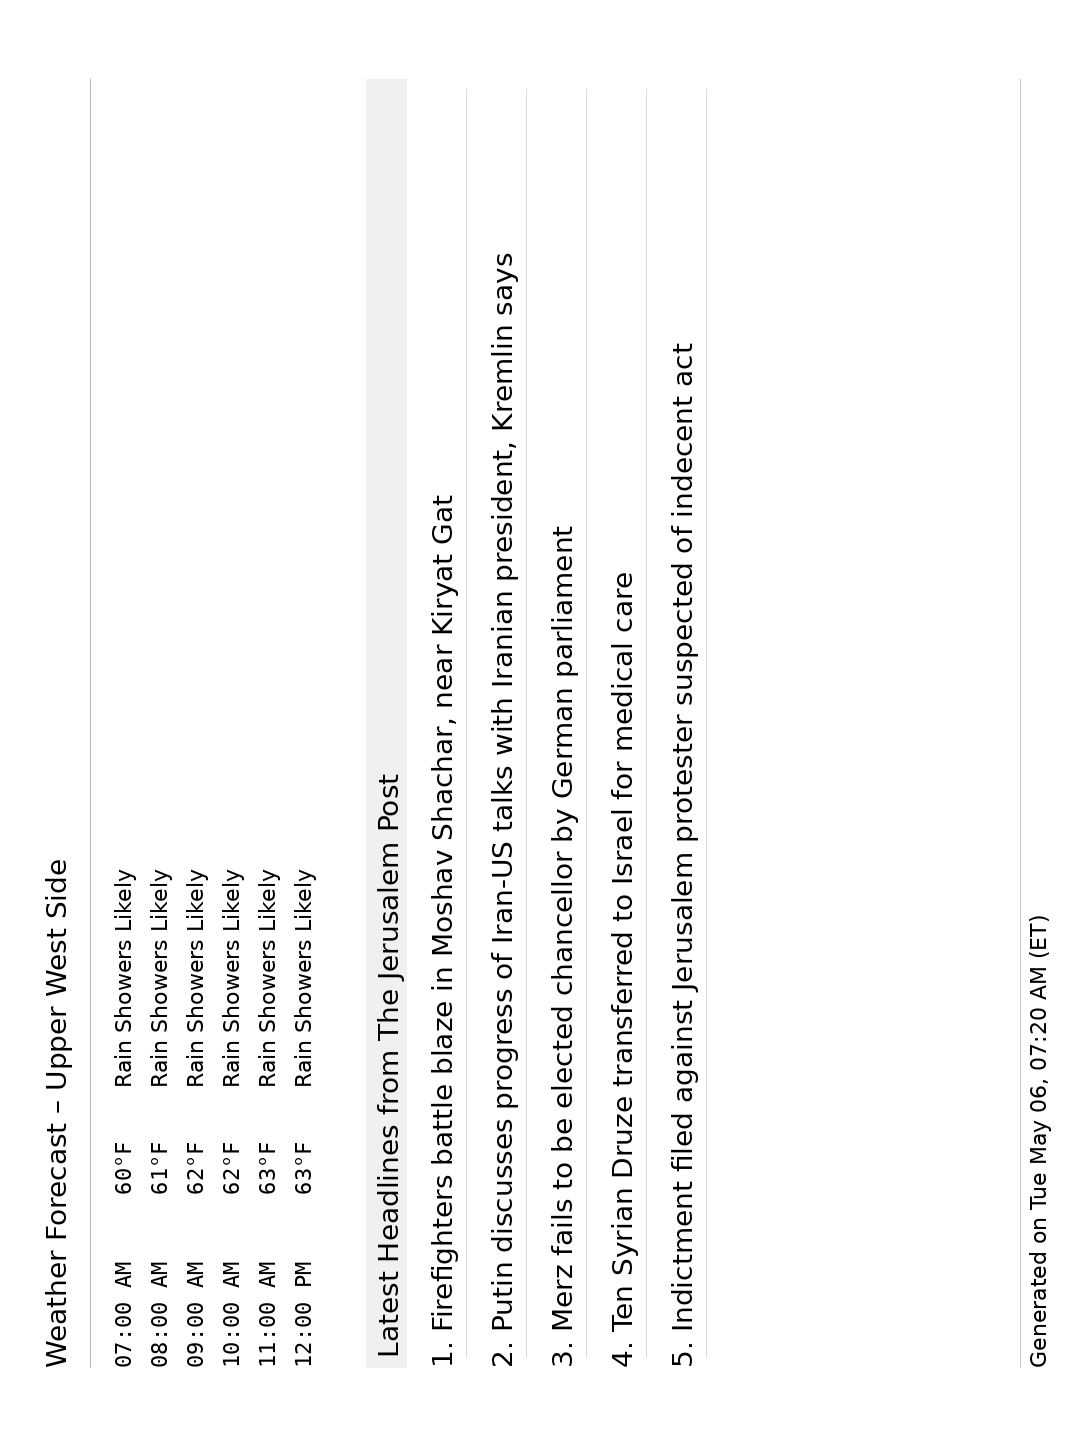 Weather Forecast – Upper West Side
07:00 AM 60°F Rain Showers Likely
08:00 AM 61°F Rain Showers Likely
09:00 AM 62°F Rain Showers Likely
10:00 AM 62°F Rain Showers Likely
11:00 AM 63°F Rain Showers Likely
12:00 PM 63°F Rain Showers Likely
Latest Headlines from The Jerusalem Post
1. Firefighters battle blaze in Moshav Shachar, near Kiryat Gat
2. Putin discusses progress of Iran-US talks with Iranian president, Kremlin says
3. Merz fails to be elected chancellor by German parliament
4. Ten Syrian Druze transferred to Israel for medical care
5. Indictment filed against Jerusalem protester suspected of indecent act
Generated on Tue May 06, 07:20 AM (ET)